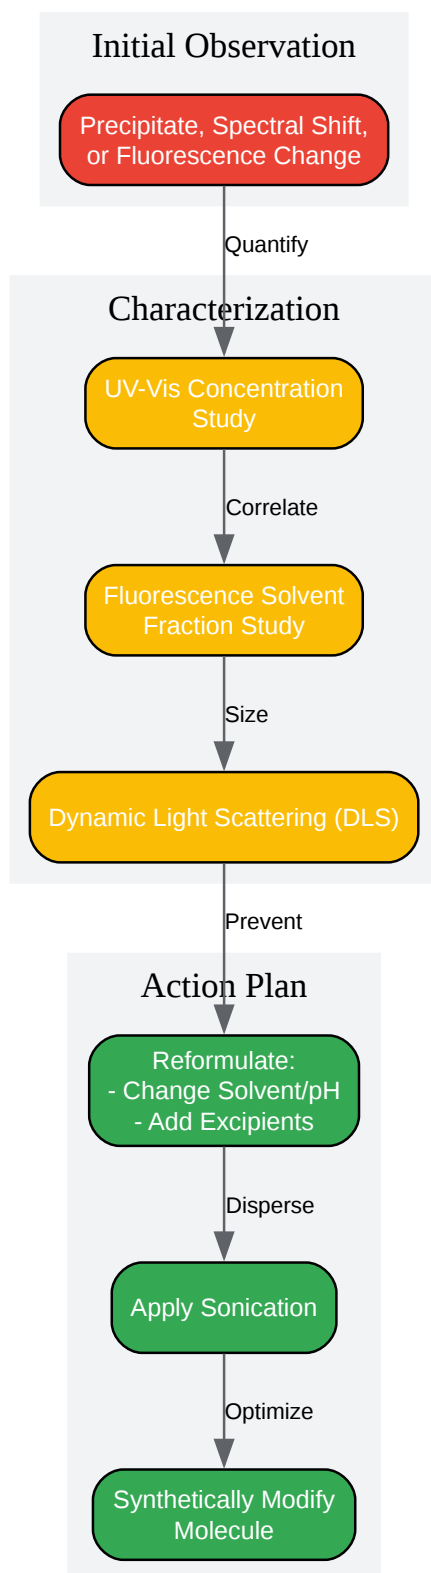 Initial Observation
Precipitate, Spectral Shift,
or Fluorescence Change
Quantify
Characterization
UV-Vis Concentration
Study
Correlate
Fluorescence Solvent
Fraction Study
Size
Dynamic Light Scattering (DLS)
Prevent
Action Plan
Reformulate:
- Change Solvent/pH
- Add Excipients
Disperse
Apply Sonication
Optimize
Synthetically Modify
Molecule